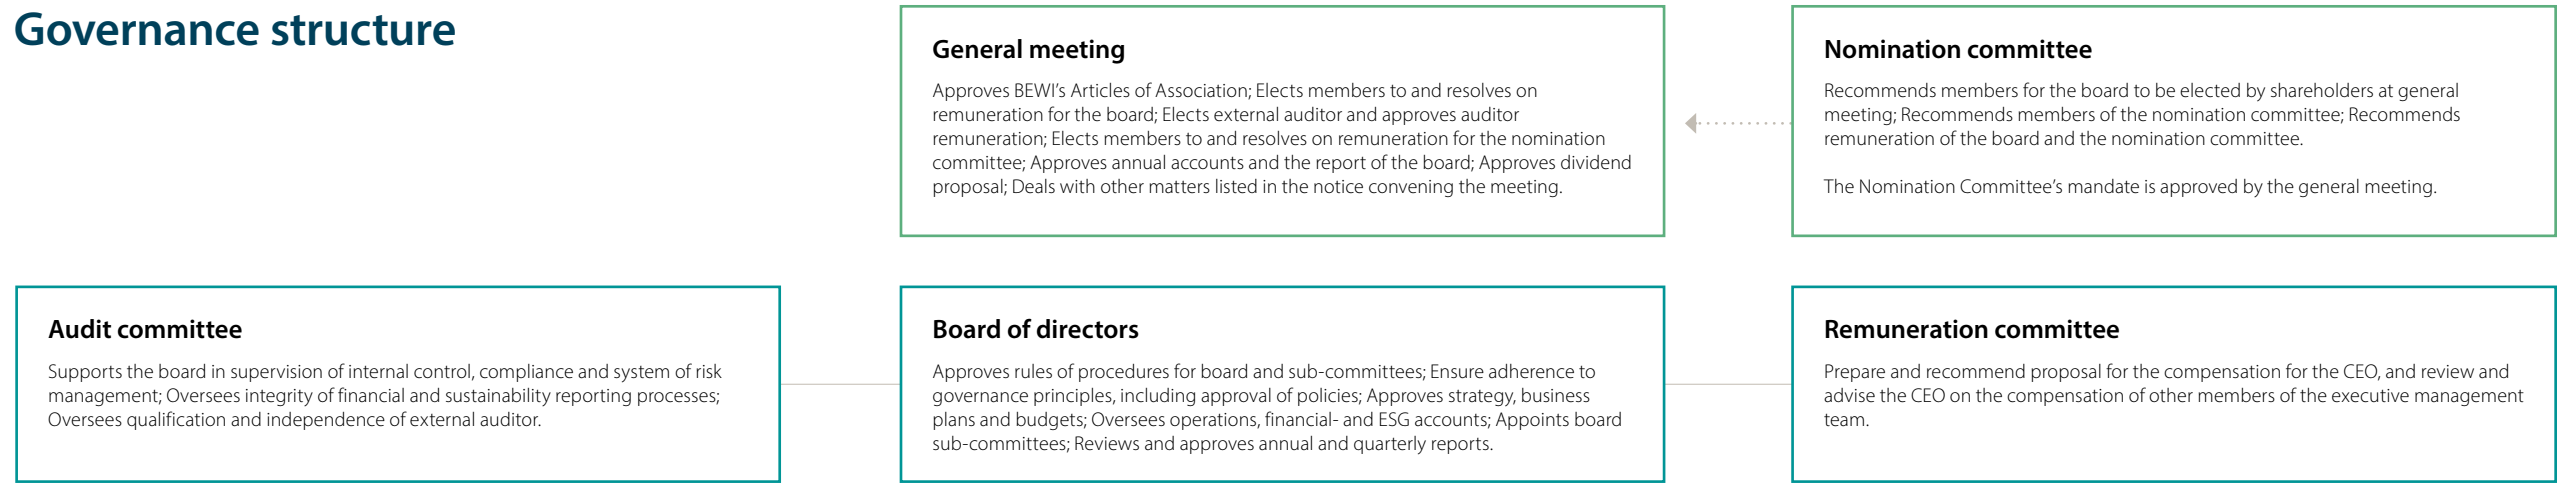 Governance structure
General meeting
Approves BEWI’s Articles of Association; Elects members to and resolves on
remuneration for the board; Elects external auditor and approves auditor
remuneration; Elects members to and resolves on remuneration for the nomination
committee; Approves annual accounts and the report of the board; Approves dividend
proposal; Deals with other matters listed in the notice convening the meeting.
Nomination committee
Recommends members for the board to be elected by shareholders at general
meeting; Recommends members of the nomination committee; Recommends
remuneration of the board and the nomination committee.
The Nomination Committee’s mandate is approved by the general meeting.
Audit committee
Supports the board in supervision of internal control, compliance and system of risk
management; Oversees integrity of financial and sustainability reporting processes;
Oversees qualification and independence of external auditor.
Board of directors
Approves rules of procedures for board and sub-committees; Ensure adherence to
governance principles, including approval of policies; Approves strategy, business
plans and budgets; Oversees operations, financial- and ESG accounts; Appoints board
sub-committees; Reviews and approves annual and quarterly reports.
Remuneration committee
Prepare and recommend proposal for the compensation for the CEO, and review and
advise the CEO on the compensation of other members of the executive management
team.